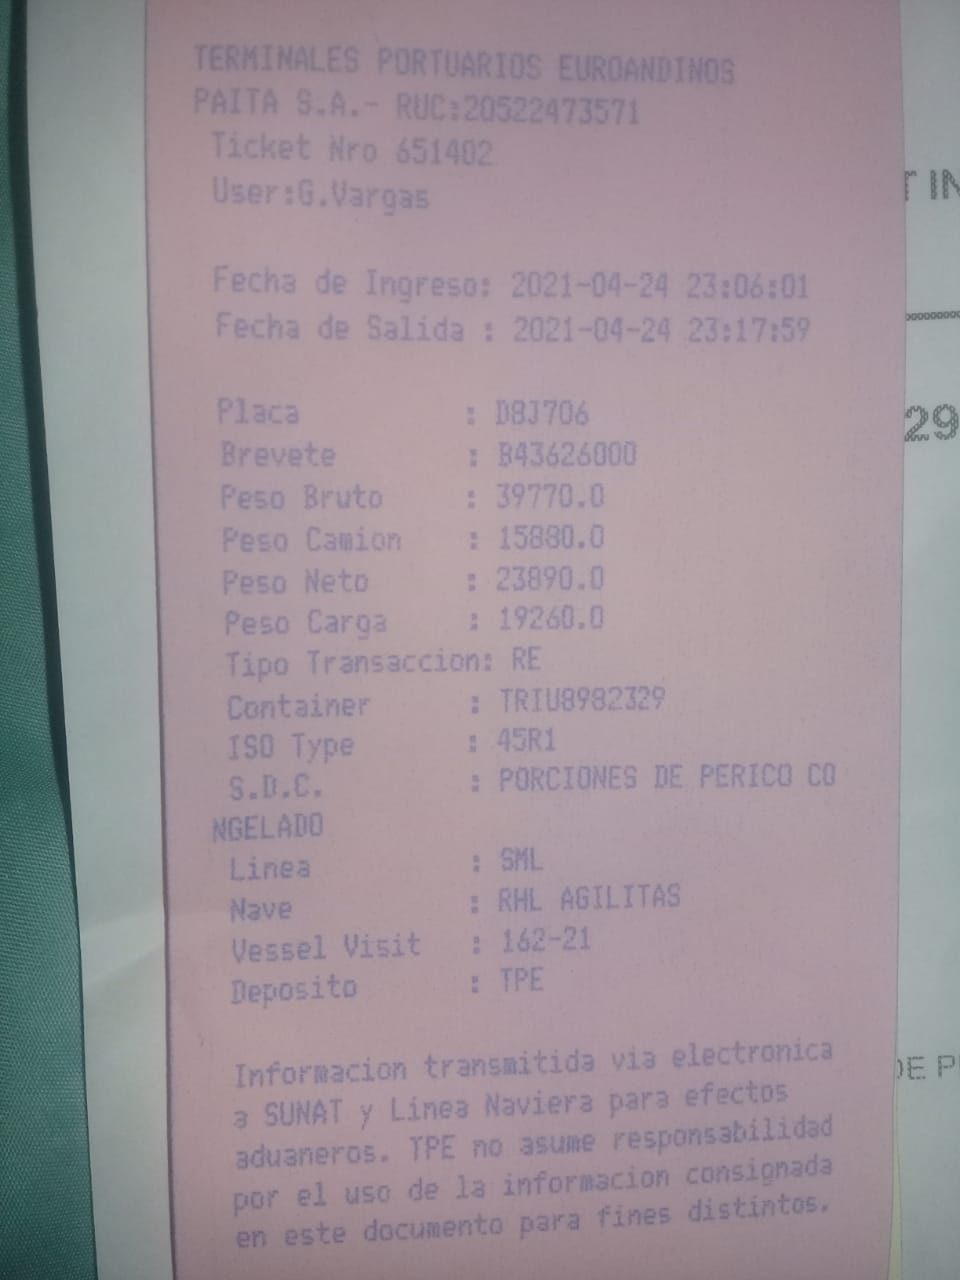 TERMINALES PORTUARIOS EUROANDINOS
PAITA S.A.- RUC:20522473571
Ticket Nro 651402
User:G.Vargas
Fecha de Ingreso: 2021-04-24 23:06:01
Fecha de Salida : 2021-04-24 23:17:59
Placa : D8J706
Brevete : B43626000
Peso Bruto : 39770.0
Peso Camion : 15880.0
Peso Neto : 23890.0
Peso Carga : 19260.0
Tipo Transaccion: RE
Container : TRIU8982329
ISO Type : 45R1
S.D.C. : PORCIONES DE PERICO CO
NGELADO
Linea : SML
Nave : RHL AGILITAS
Vessel Visit : 162-21
Deposito : TPE
Informacion transmitida via electronica
a SUNAT y Linea Naviera para efectos
aduaneros. TPE no asume responsabilidad
por el uso de la informacion consignada
en este documento para fines distintos.
T IN
29
DE P